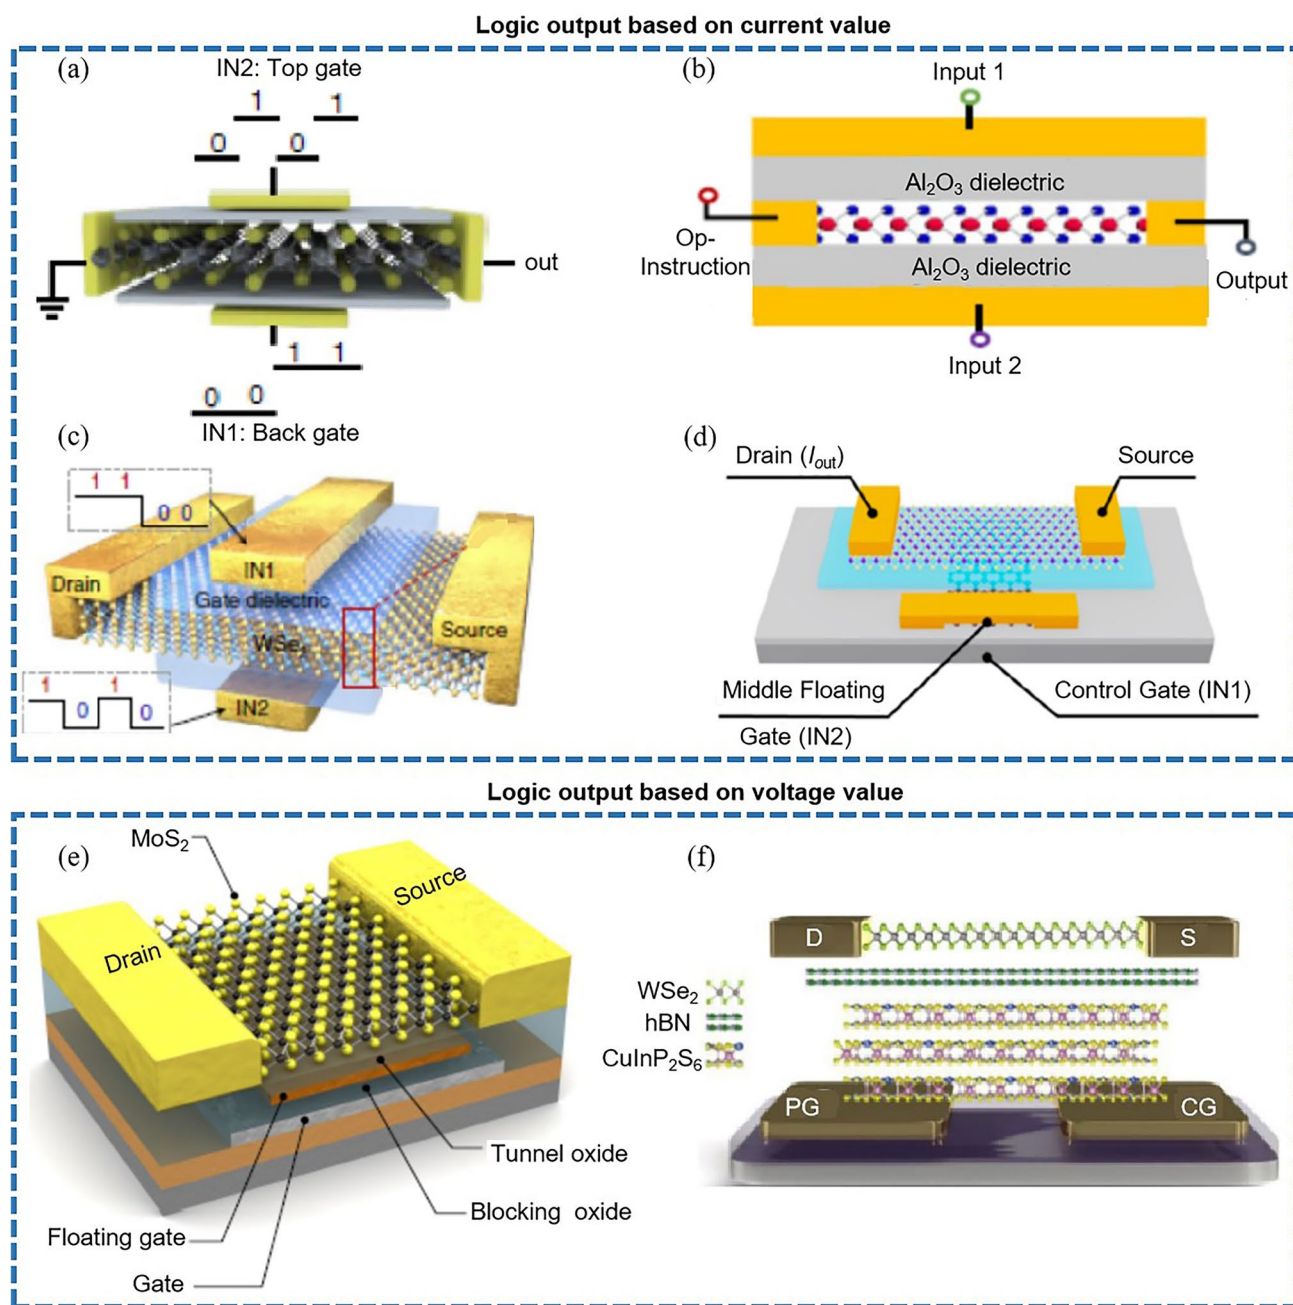 Logic output based on current value
(a)
IN2: Top gate
1 1
0 0
out
1 1
0 0
IN1: Back gate
(b)
Input 1
Al₂O₃ dielectric
Op-
Instruction
Al₂O₃ dielectric
Output
Input 2
(c)
1 1
0 0
Drain
IN1
Gate dielectric
WSe
Source
1 1
0 0
IN2
(d)
Drain (Iout)
Source
Middle Floating
Gate (IN2)
Control Gate (IN1)
Logic output based on voltage value
(e)
MoS₂
Source
Drain
Tunnel oxide
Blocking oxide
Floating gate
Gate
(f)
D
S
WSe₂
hBN
CuInP₂S₆
PG
CG